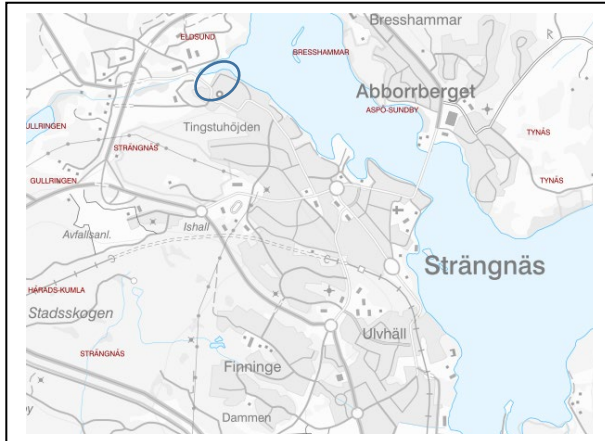 Bresshammar
ELDSUND
BRESSHAMMAR
Abborrberget
ASPÖ-SUNDBY
GULLRINGEN
Tingstuhöjden
TYNÄS
STRÄNGNÄS
GULLRINGEN
TYNÄS
Avfallsanl.
Ishall
Strängnäs
HÄRADS-KUMLA
Stadsskogen
STRÄNGNÄS
Ulvhäll
Finninge
Dammen